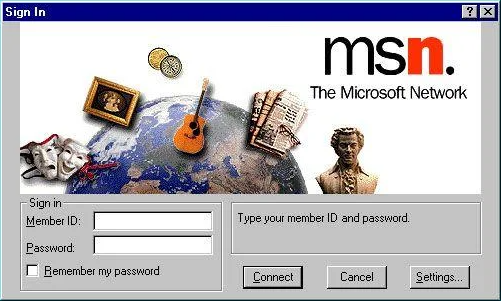 Sign In
msn.
The Microsoft Network
Sign in
Member ID:
Type your member ID and password.
Password:
Remember my password
Connect
Cancel
Settings...